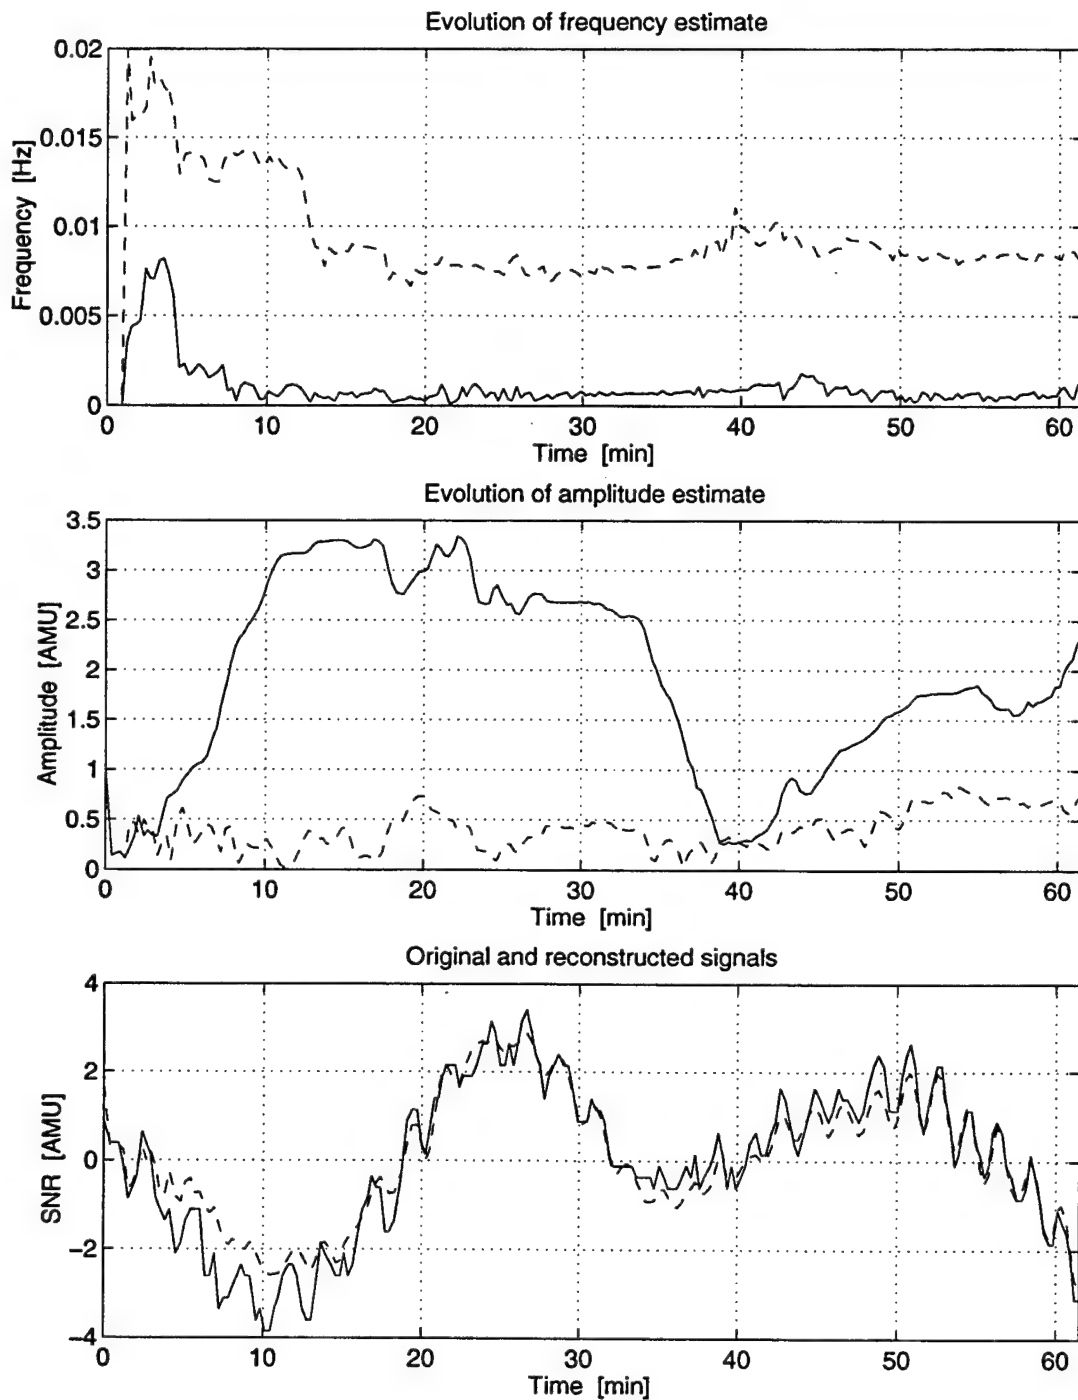 Evolution of frequency estimate
0.02
0.015
0.01
0.005
0
Frequency [Hz]
0 10 20 30 40 50 60
Time [min]
Evolution of amplitude estimate
3.5
3
2.5
2
1.5
1
0.5
0
Amplitude [AMU]
0 10 20 30 40 50 60
Time [min]
Original and reconstructed signals
4
2
0
-2
-4
SNR [AMU]
0 10 20 30 40 50 60
Time [min]